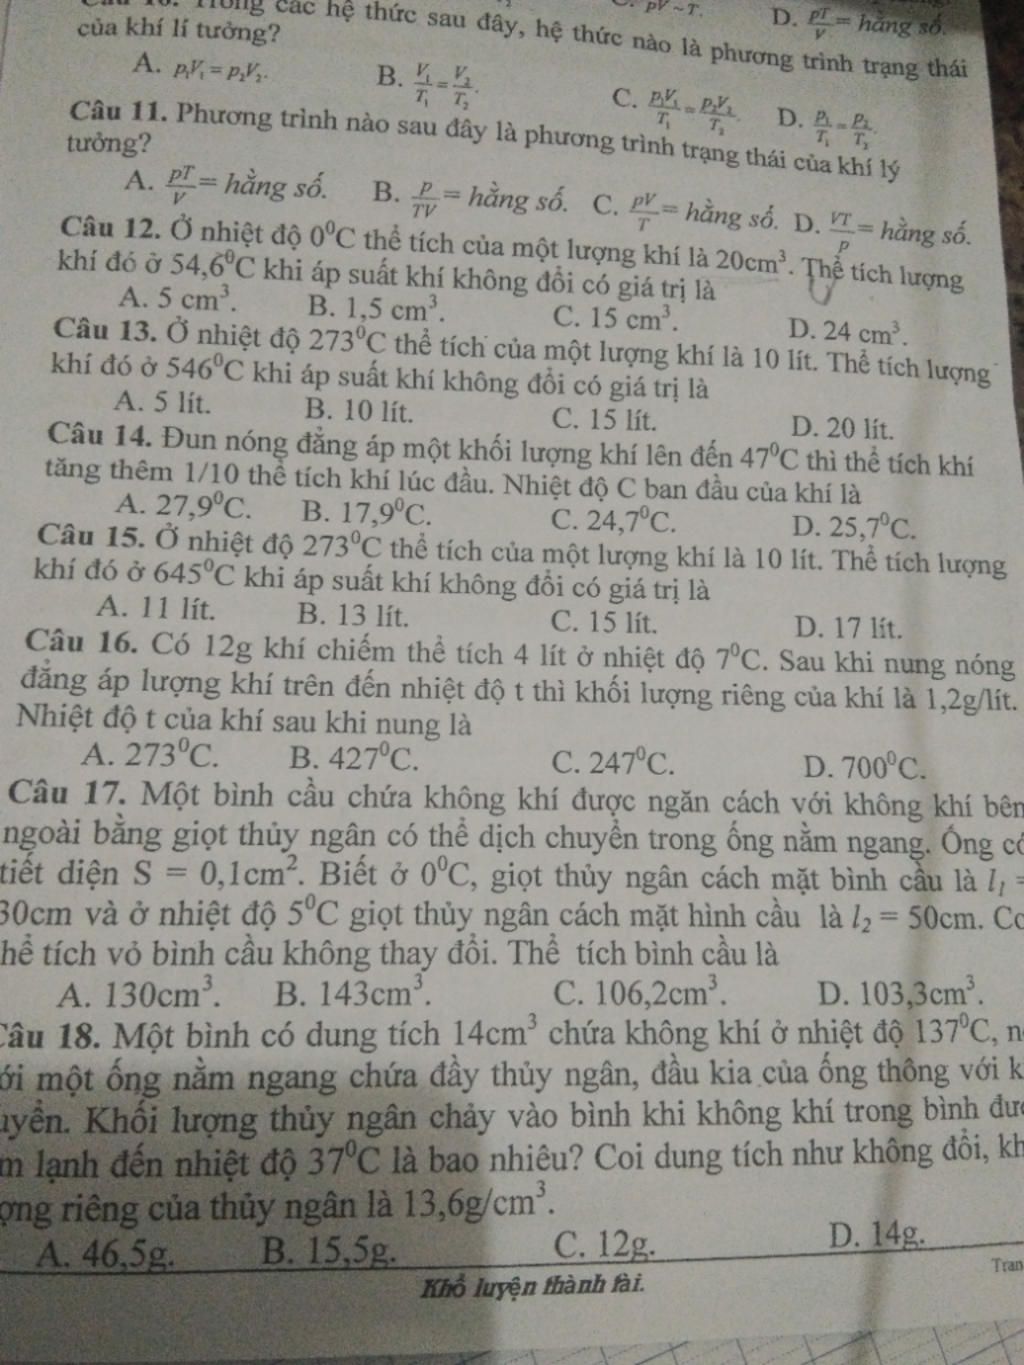 các hệ thức sau đây, hệ thức nào là phương trình trạng thái
của khí lí tưởng?
C. pV ~ T. D. pT/V = hằng số.
A. p₁V₁ = p₂V₂. B. V₁/T₁ = V₂/T₂. C. p₁V₁/T₁ = p₂V₂/T₂. D. p₁/T₁ = p₂/T₂.
Câu 11. Phương trình nào sau đây là phương trình trạng thái của khí lý
tưởng?
A. pT/V = hằng số. B. p/TV = hằng số. C. pV/T = hằng số. D. VT/p = hằng số.
Câu 12. Ở nhiệt độ 0⁰C thể tích của một lượng khí là 20cm³. Thể tích lượng
khí đó ở 54,6⁰C khi áp suất khí không đổi có giá trị là
A. 5 cm³. B. 1,5 cm³. C. 15 cm³. D. 24 cm³.
Câu 13. Ở nhiệt độ 273⁰C thể tích của một lượng khí là 10 lít. Thể tích lượng
khí đó ở 546⁰C khi áp suất khí không đổi có giá trị là
A. 5 lít. B. 10 lít. C. 15 lít. D. 20 lít.
Câu 14. Đun nóng đẳng áp một khối lượng khí lên đến 47⁰C thì thể tích khí
tăng thêm 1/10 thể tích khí lúc đầu. Nhiệt độ C ban đầu của khí là
A. 27,9⁰C. B. 17,9⁰C. C. 24,7⁰C. D. 25,7⁰C.
Câu 15. Ở nhiệt độ 273⁰C thể tích của một lượng khí là 10 lít. Thể tích lượng
khí đó ở 645⁰C khi áp suất khí không đổi có giá trị là
A. 11 lít. B. 13 lít. C. 15 lít. D. 17 lít.
Câu 16. Có 12g khí chiếm thể tích 4 lít ở nhiệt độ 7⁰C. Sau khi nung nóng
đẳng áp lượng khí trên đến nhiệt độ t thì khối lượng riêng của khí là 1,2g/lít.
Nhiệt độ t của khí sau khi nung là
A. 273⁰C. B. 427⁰C. C. 247⁰C. D. 700⁰C.
Câu 17. Một bình cầu chứa không khí được ngăn cách với không khí bên
ngoài bằng giọt thủy ngân có thể dịch chuyển trong ống nằm ngang. Ống có
tiết diện S = 0,1cm². Biết ở 0⁰C, giọt thủy ngân cách mặt bình cầu là l₁ =
30cm và ở nhiệt độ 5⁰C giọt thủy ngân cách mặt hình cầu là l₂ = 50cm. Co
hể tích vỏ bình cầu không thay đổi. Thể tích bình cầu là
A. 130cm³. B. 143cm³. C. 106,2cm³. D. 103,3cm³.
Câu 18. Một bình có dung tích 14cm³ chứa không khí ở nhiệt độ 137⁰C, n
ới một ống nằm ngang chứa đầy thủy ngân, đầu kia của ống thông với k
uyển. Khối lượng thủy ngân chảy vào bình khi không khí trong bình đư
m lạnh đến nhiệt độ 37⁰C là bao nhiêu? Coi dung tích như không đổi, kh
ợng riêng của thủy ngân là 13,6g/cm³.
A. 46,5g. B. 15,5g. C. 12g. D. 14g.
Khổ luyện thành tài.
Tran